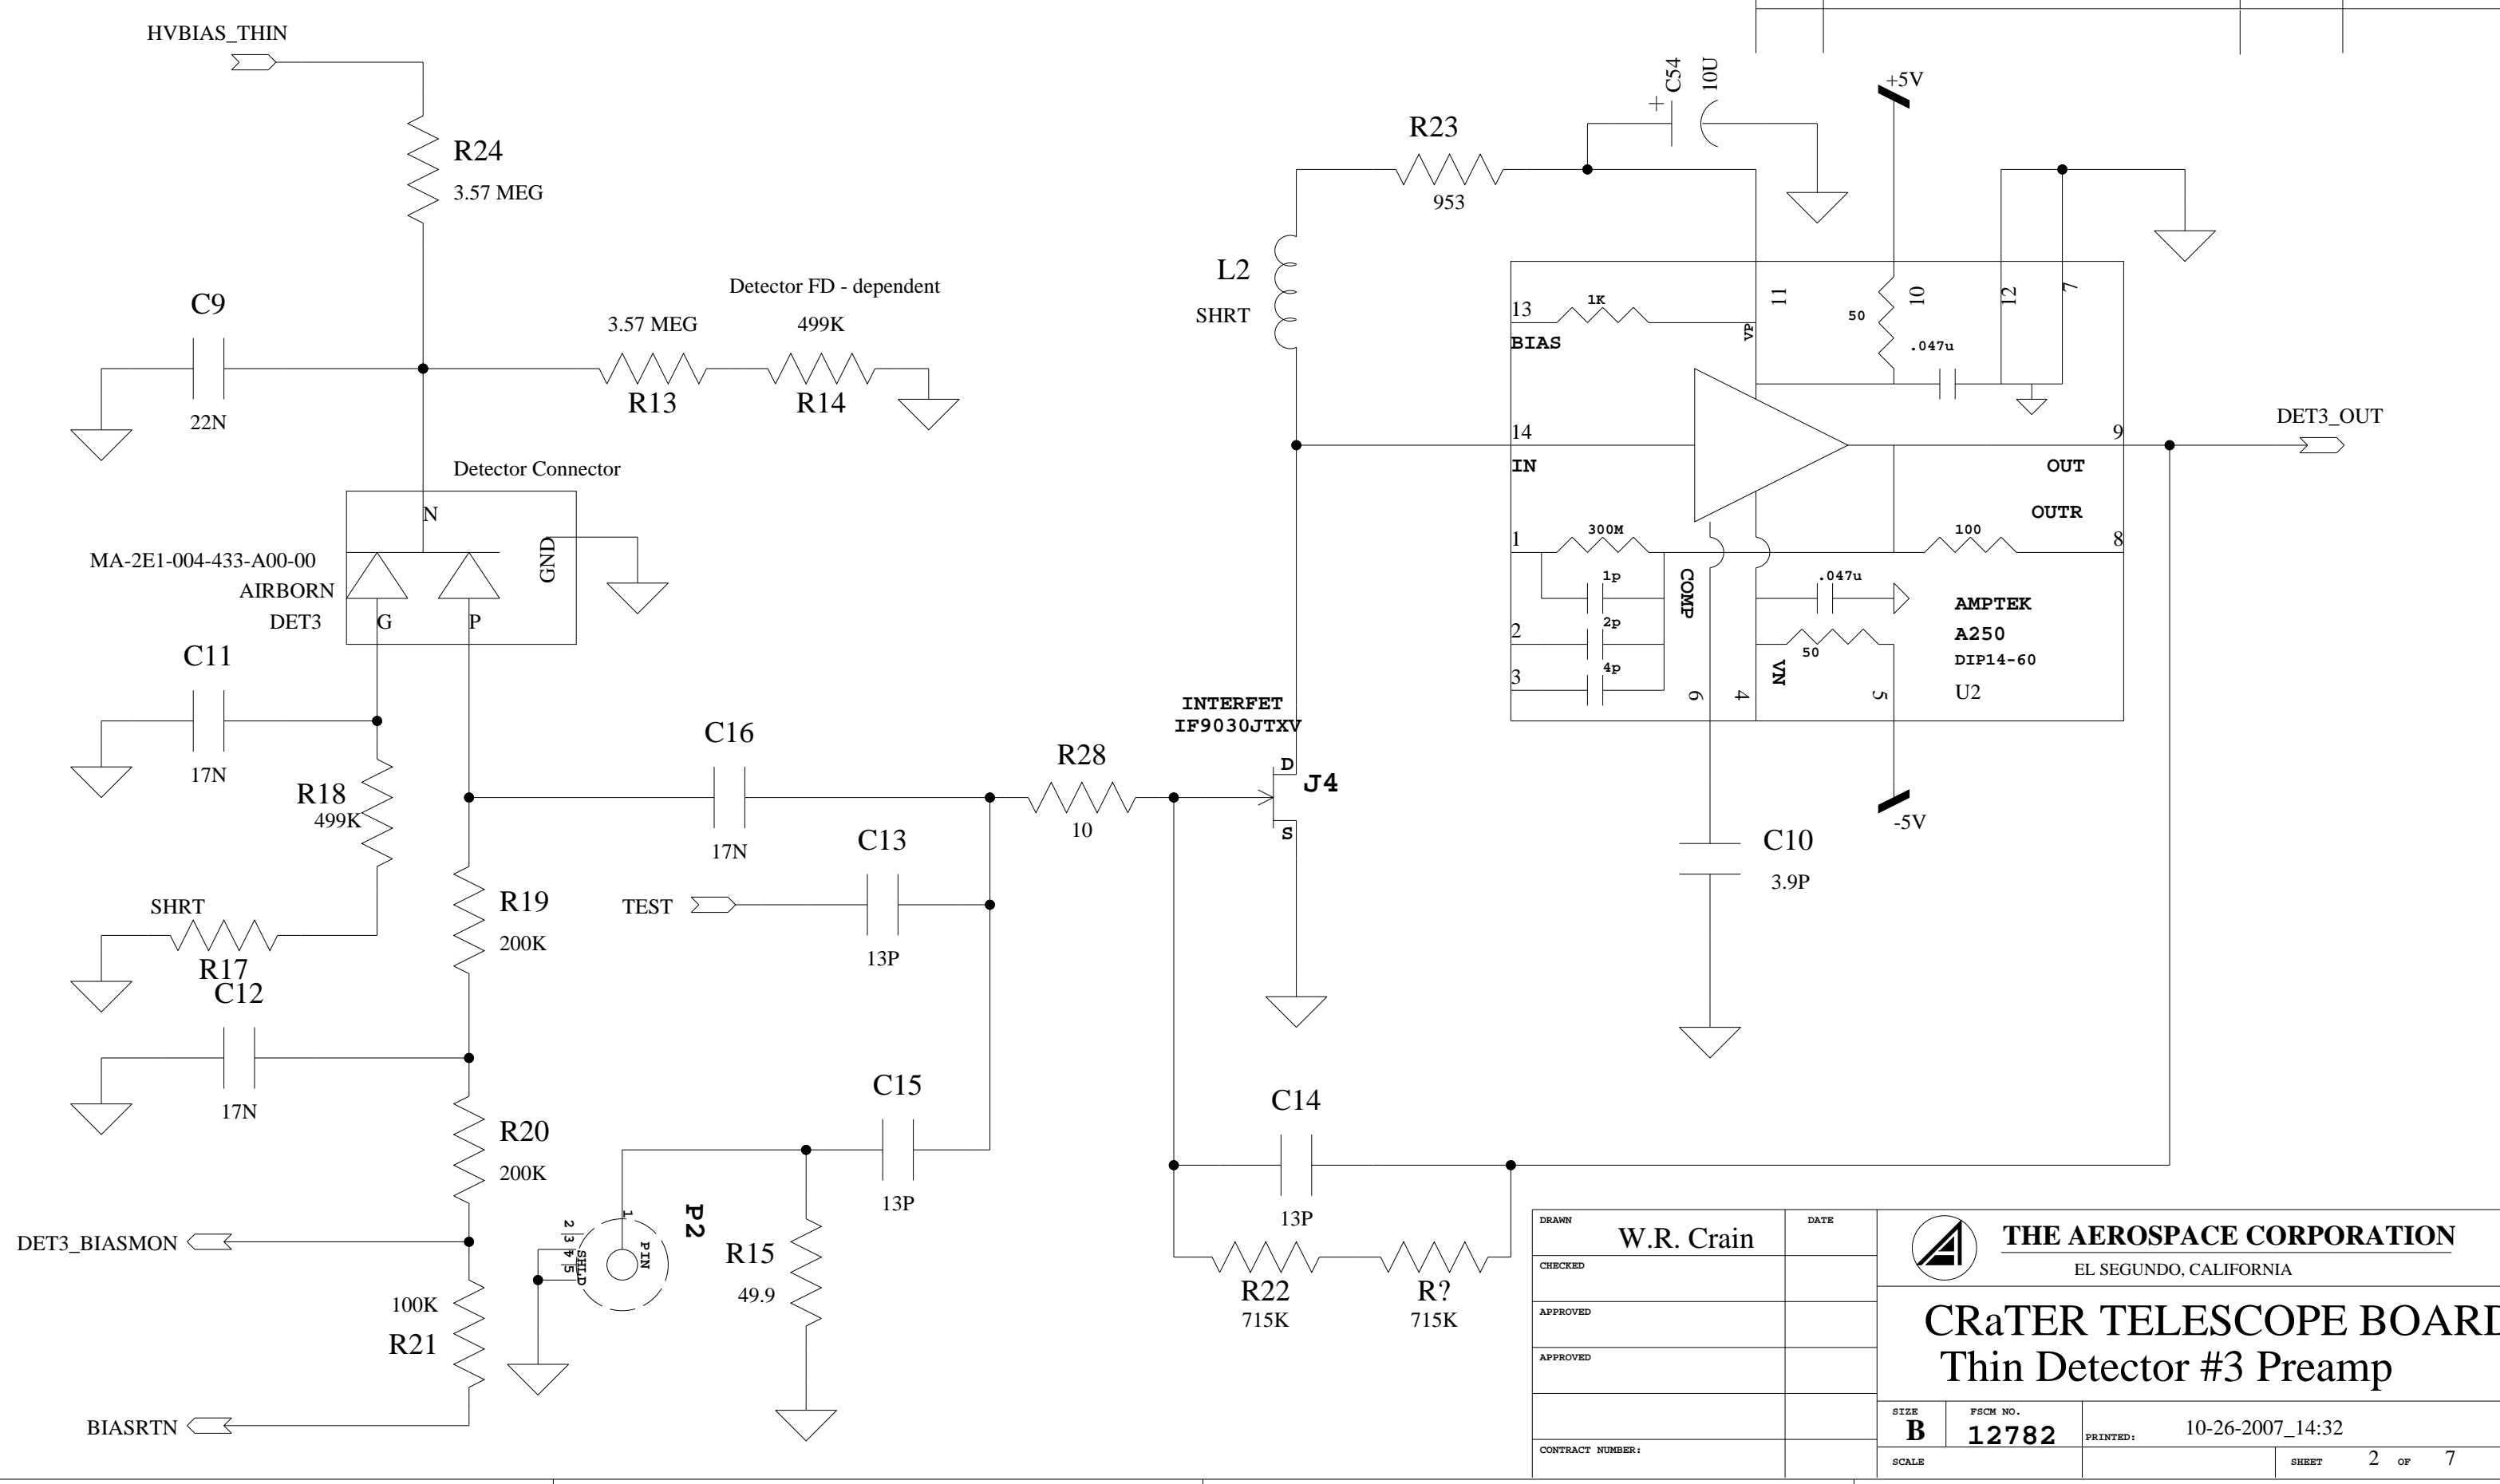 HVBIAS_THIN
R24
3.57 MEG
C9
22N
Detector FD - dependent
3.57 MEG
499K
R13
R14
Detector Connector
N
GND
MA-2E1-004-433-A00-00
AIRBORN
DET3
G
P
C11
17N
R18
499K
SHRT
R17
C12
17N
R19
200K
R20
200K
DET3_BIASMON
100K
R21
BIASRTN
C16
17N
C13
TEST
13P
C15
13P
P2
1
2
3
4
5
SHLD
PIN
R15
49.9
R28
10
INTERFET
IF9030JTXV
D
J4
S
C14
13P
R22
715K
R?
715K
L2
SHRT
R23
953
+
C54
10U
+5V
13
1K
BIAS
VP
11
10
50
.047u
12
7
14
IN
9
OUT
OUTR
DET3_OUT
1
300M
1p
2
2p
3
4p
COMP
100
8
.047u
50
VN
6
4
5
AMPTEK
A250
DIP14-60
U2
-5V
C10
3.9P
DRAWN
W.R. Crain
DATE
CHECKED
APPROVED
APPROVED
CONTRACT NUMBER:
THE AEROSPACE CORPORATION
EL SEGUNDO, CALIFORNIA
CRaTER TELESCOPE BOARD
Thin Detector #3 Preamp
SIZE
B
FSCM NO.
12782
PRINTED:
10-26-2007_14:32
SCALE
SHEET 2 OF 7